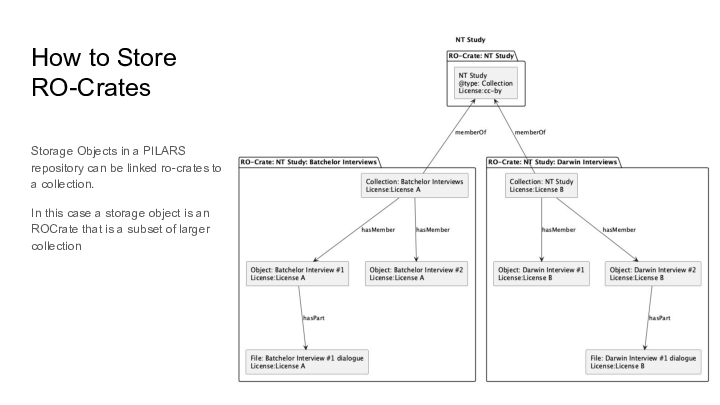 How to Store
RO-Crates
Storage Objects in a PILARS
repository can be linked ro-crates to
a collection.
In this case a storage object is an
ROCrate that is a subset of larger
collection
NT Study
RO-Crate: NT Study
NT Study
@type: Collection
License:cc-by
memberOf
memberOf
RO-Crate: NT Study: Batchelor Interviews
Collection: Batchelor Interviews
License:License A
hasMember
hasMember
Object: Batchelor Interview #1
License:License A
Object: Batchelor Interview #2
License:License A
hasPart
File: Batchelor Interview #1 dialogue
License:License A
RO-Crate: NT Study: Darwin Interviews
Collection: NT Study
License:License B
hasMember
hasMember
Object: Darwin Interview #1
License:License B
Object: Darwin Interview #2
License:License B
hasPart
File: Darwin Interview #1 dialogue
License:License B